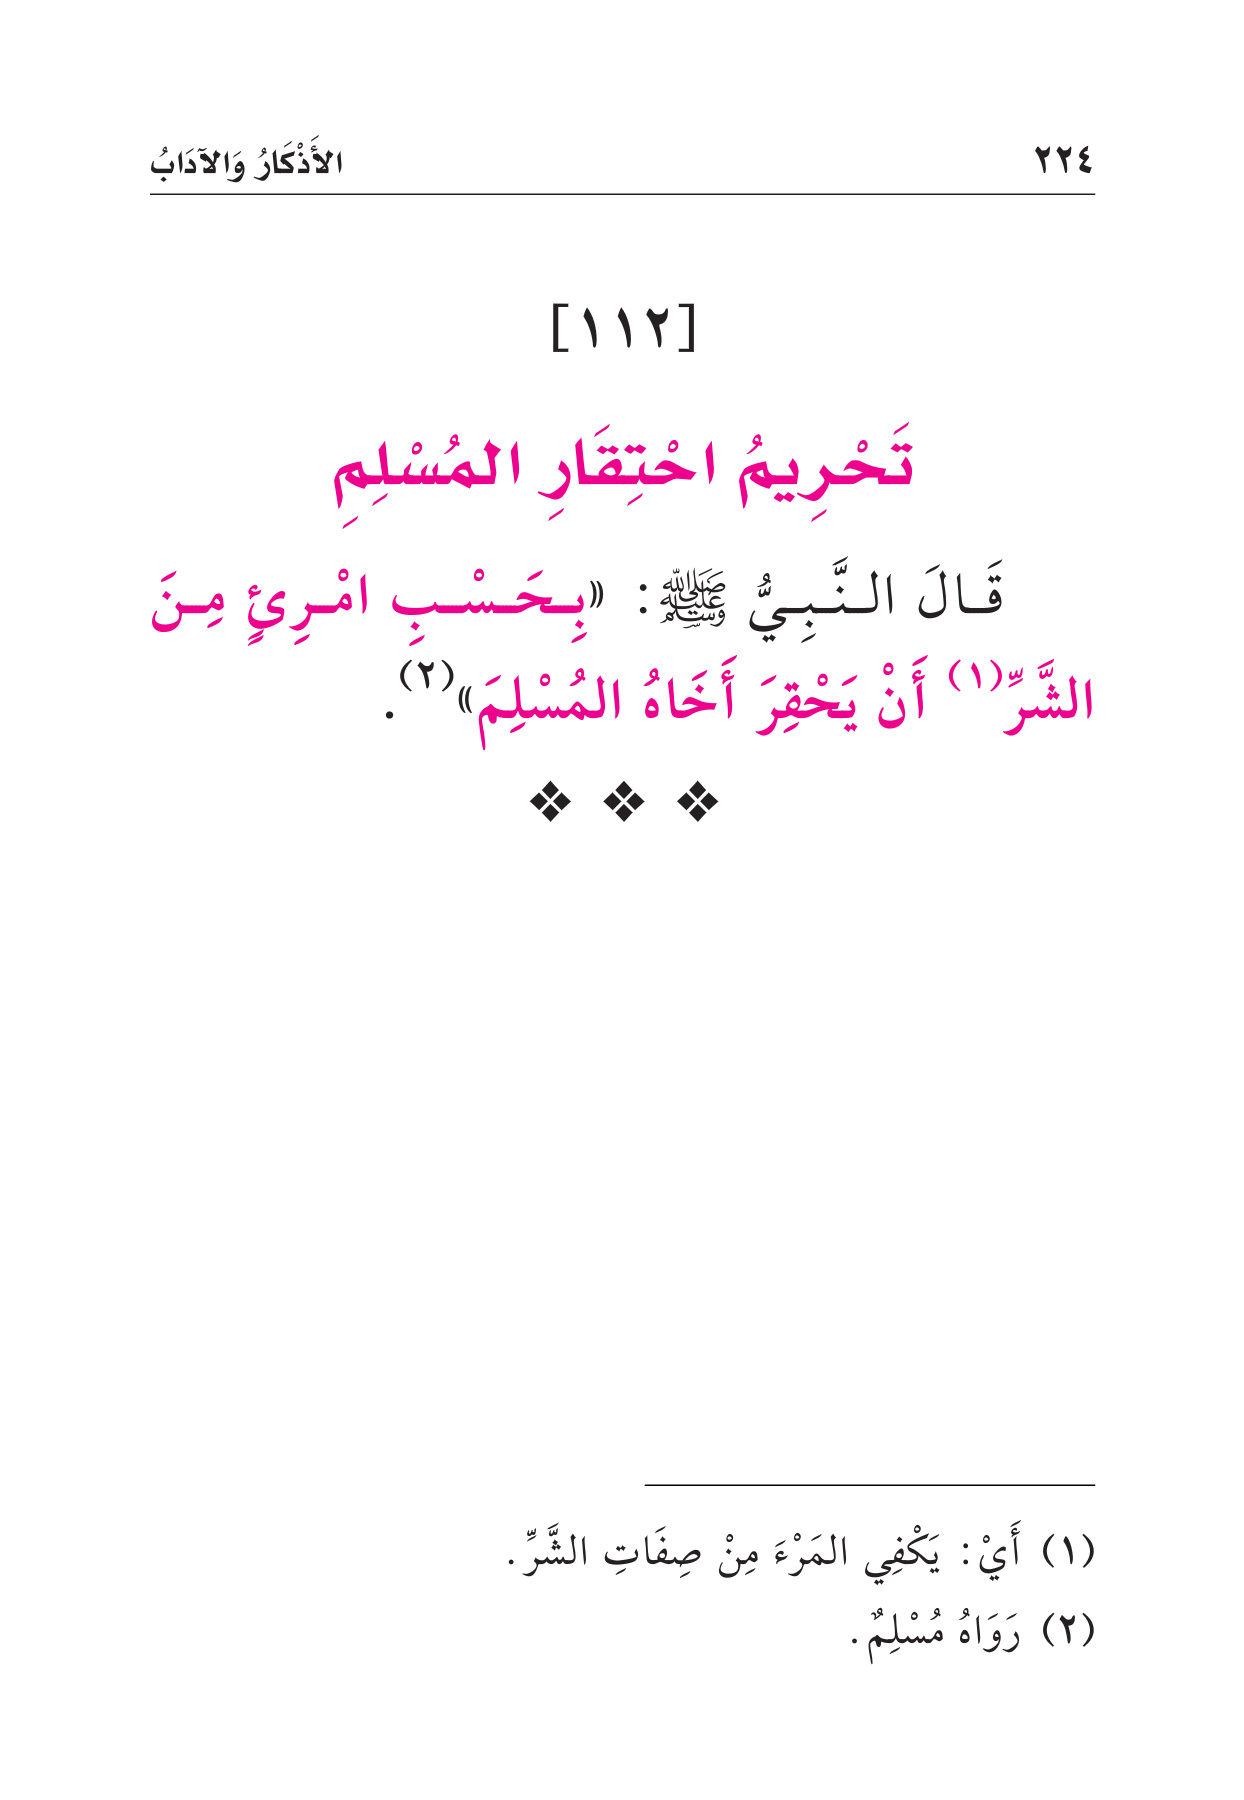 ٢٢٤ الأَذْكَارُ وَالآدَابُ
[١١٢]
تَحْرِيمُ احْتِقَارِ المُسْلِمِ
قَالَ النَّبِيُّ ﷺ: «بِحَسْبِ امْرِئٍ مِنَ
الشَّرِّ(١) أَنْ يَحْقِرَ أَخَاهُ المُسْلِمَ»(٢).
❖ ❖ ❖
(١) أَيْ: يَكْفِي المَرْءَ مِنْ صِفَاتِ الشَّرِّ.
(٢) رَوَاهُ مُسْلِمٌ.